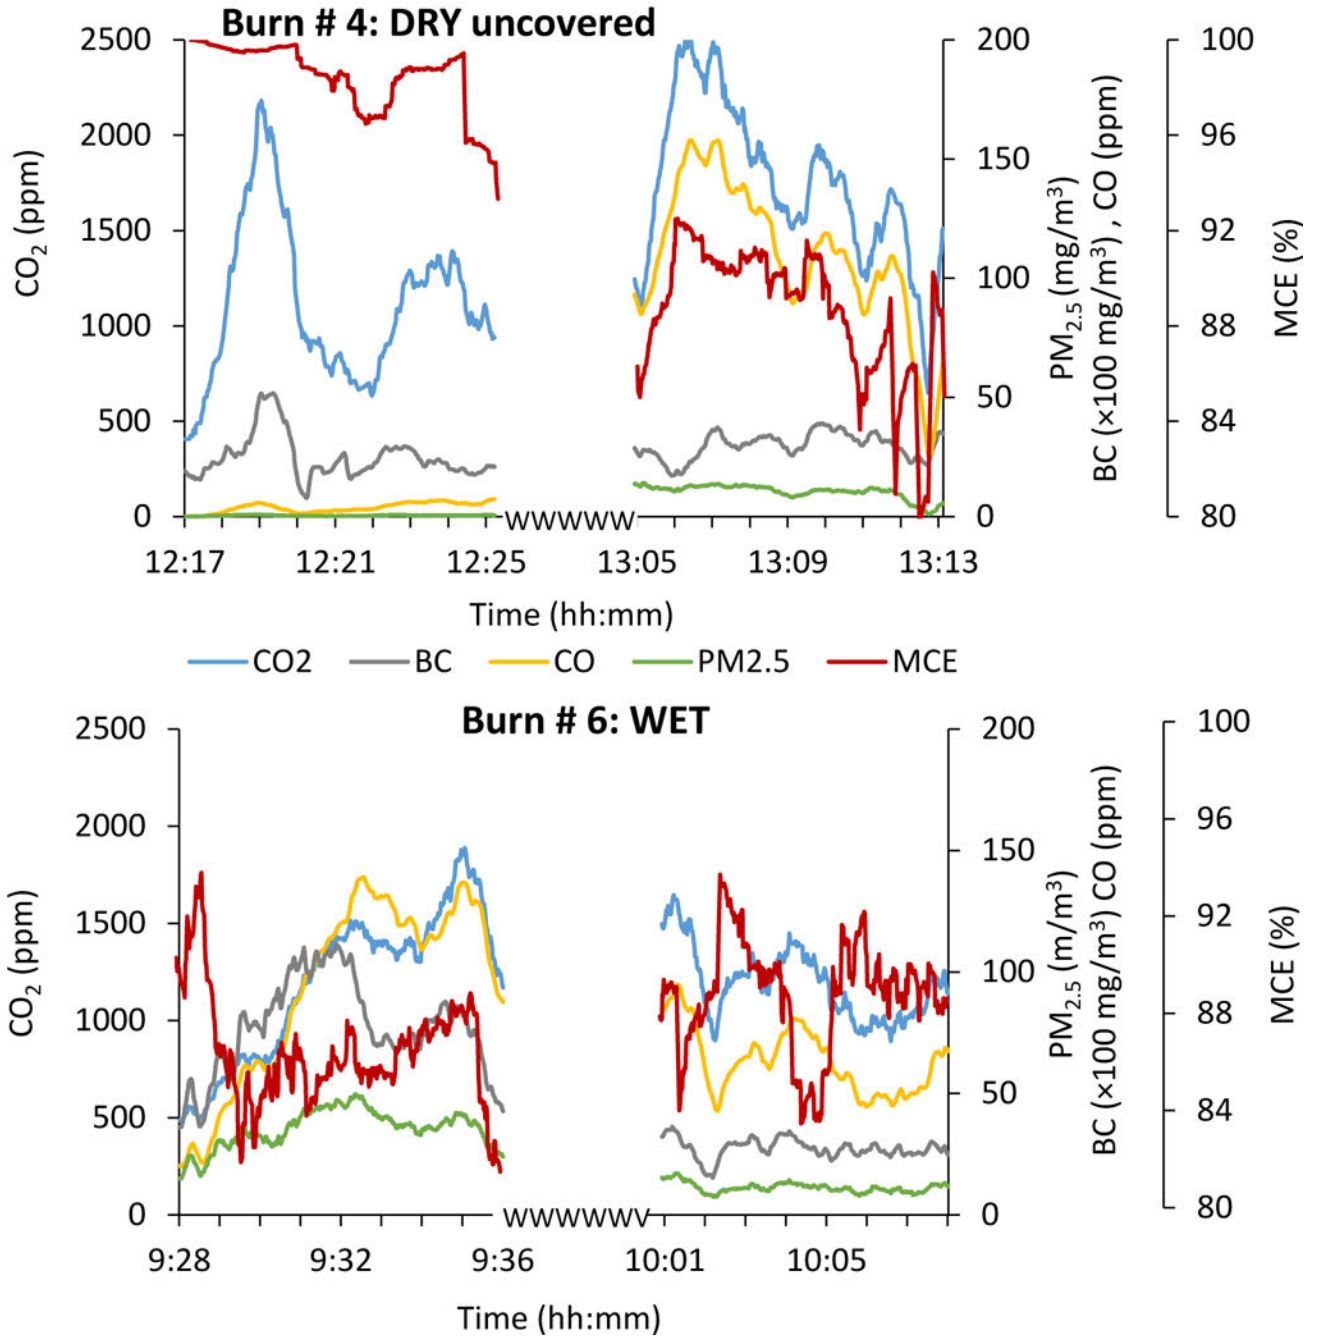 Burn # 4: DRY uncovered
2500
2000
1500
1000
500
0
CO2 (ppm)
200
150
100
50
0
PM2.5 (mg/m3)
BC (×100 mg/m3) , CO (ppm)
100
96
92
88
84
80
MCE (%)
WWWWW
12:17 12:21 12:25 13:05 13:09 13:13
Time (hh:mm)
CO2 BC CO PM2.5 MCE
Burn # 6: WET
2500
2000
1500
1000
500
0
CO2 (ppm)
200
150
100
50
0
PM2.5 (m/m3)
BC (×100 mg/m3) CO (ppm)
100
96
92
88
84
80
MCE (%)
WWWWWV
9:28 9:32 9:36 10:01 10:05
Time (hh:mm)